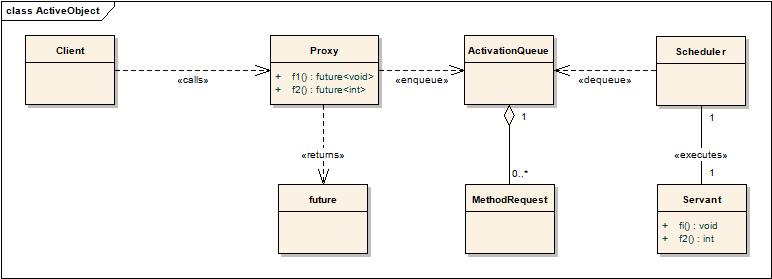 class ActiveObject
Client
Proxy
+ f1() : future<void>
+ f2() : future<int>
ActivationQueue
Scheduler
«calls»
«enqueue»
«dequeue»
1
1
«returns»
«executes»
0..*
1
future
MethodRequest
Servant
+ fi() : void
+ f2() : int